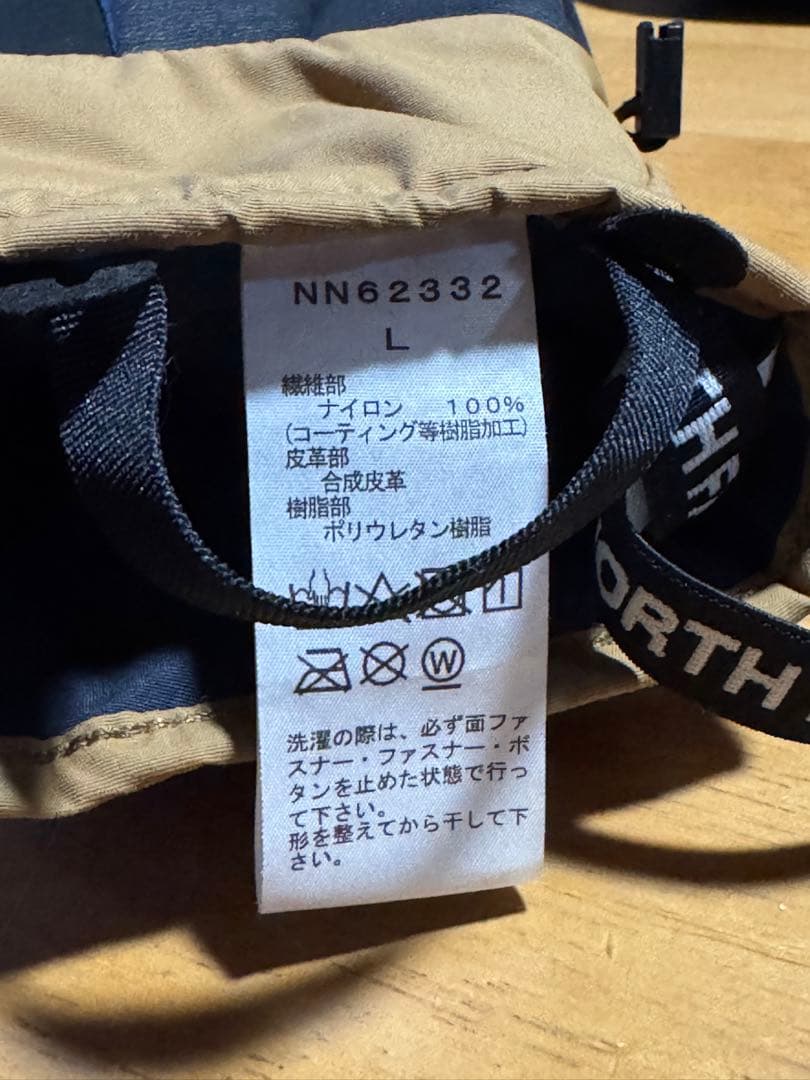 NN62332
L
繊維部
ナイロン 100%
(コーティング等樹脂加工)
皮革部
合成皮革
樹脂部
ポリウレタン樹脂
W
洗濯の際は、必ず面ファ
スナー・ファスナー・ボ
タンを止めた状態で行っ
て下さい。
形を整えてから干して下
さい。
ORTH